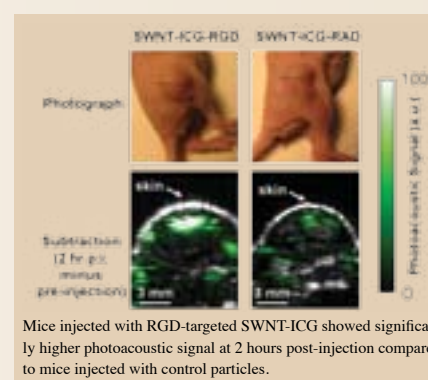 SWNT-ICG-RGD SWNT-ICG-RAD
Photograph
100
skin
skin
Subtraction
(2 hr p.i.
minus
pre-injection)
3 mm
3 mm
Photoacoustic Signal (a.u.)
0
Mice injected with RGD-targeted SWNT-ICG showed significa
ly higher photoacoustic signal at 2 hours post-injection compare
to mice injected with control particles.